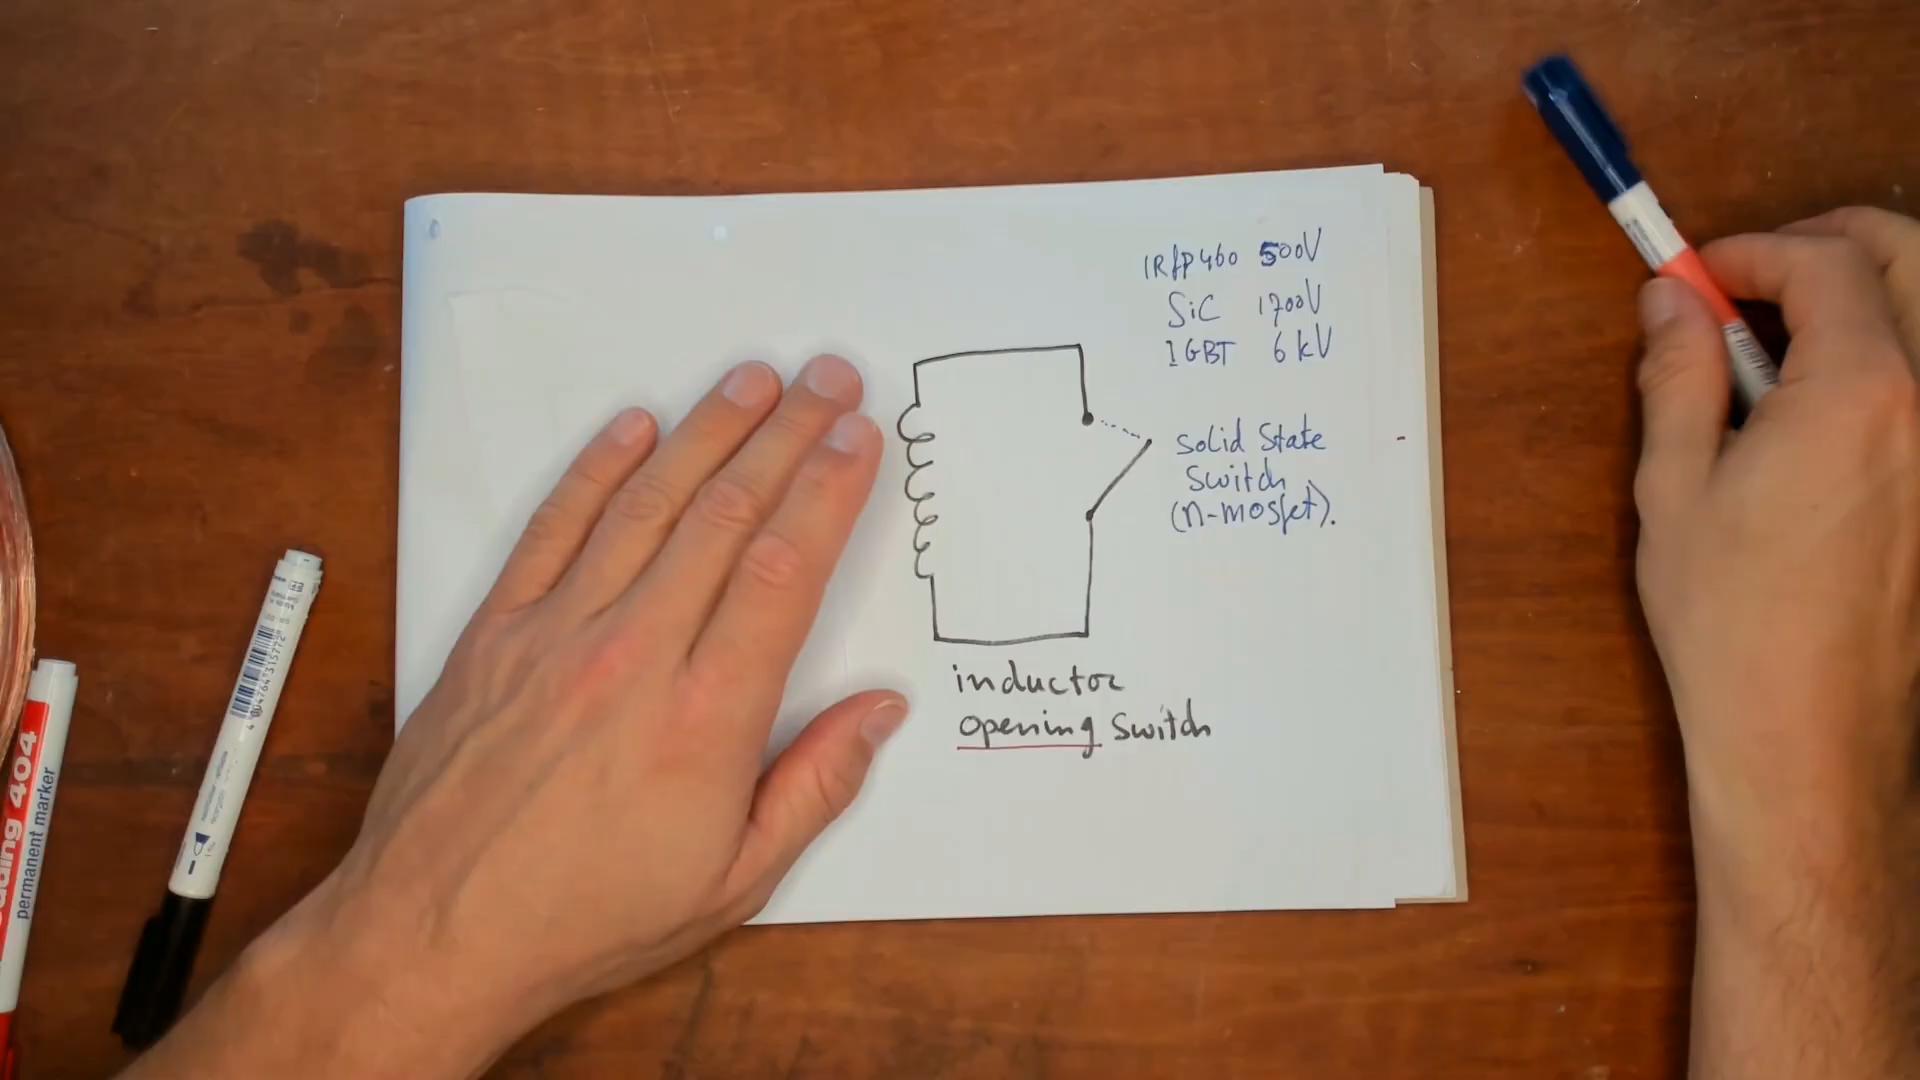 IRfP460 500V
SiC 1700V
IGBT 6kV
Solid State
Switch
(n-mosfet).
inductor
opening Switch
edding 404
permanent marker